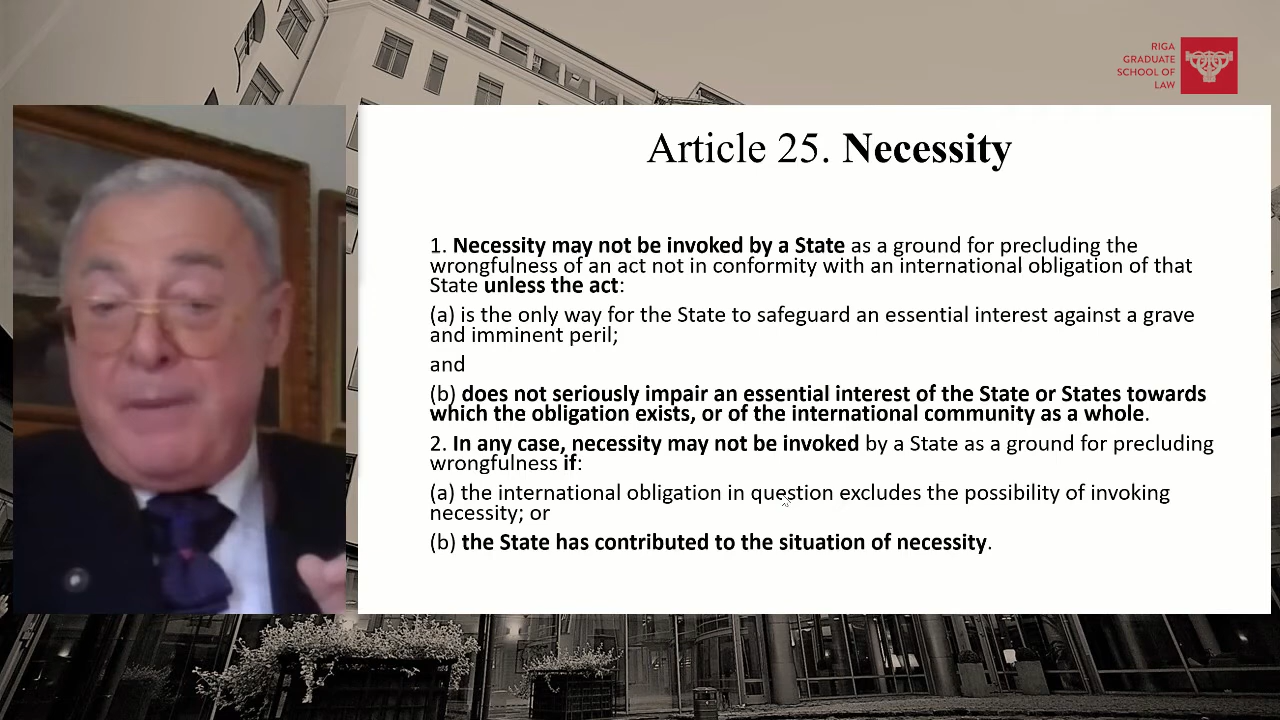 RIGA
GRADUATE
SCHOOL OF
LAW
Article 25. Necessity
1. Necessity may not be invoked by a State as a ground for precluding the
wrongfulness of an act not in conformity with an international obligation of that
State unless the act:
(a) is the only way for the State to safeguard an essential interest against a grave
and imminent peril;
and
(b) does not seriously impair an essential interest of the State or States towards
which the obligation exists, or of the international community as a whole.
2. In any case, necessity may not be invoked by a State as a ground for precluding
wrongfulness if:
(a) the international obligation in question excludes the possibility of invoking
necessity; or
(b) the State has contributed to the situation of necessity.